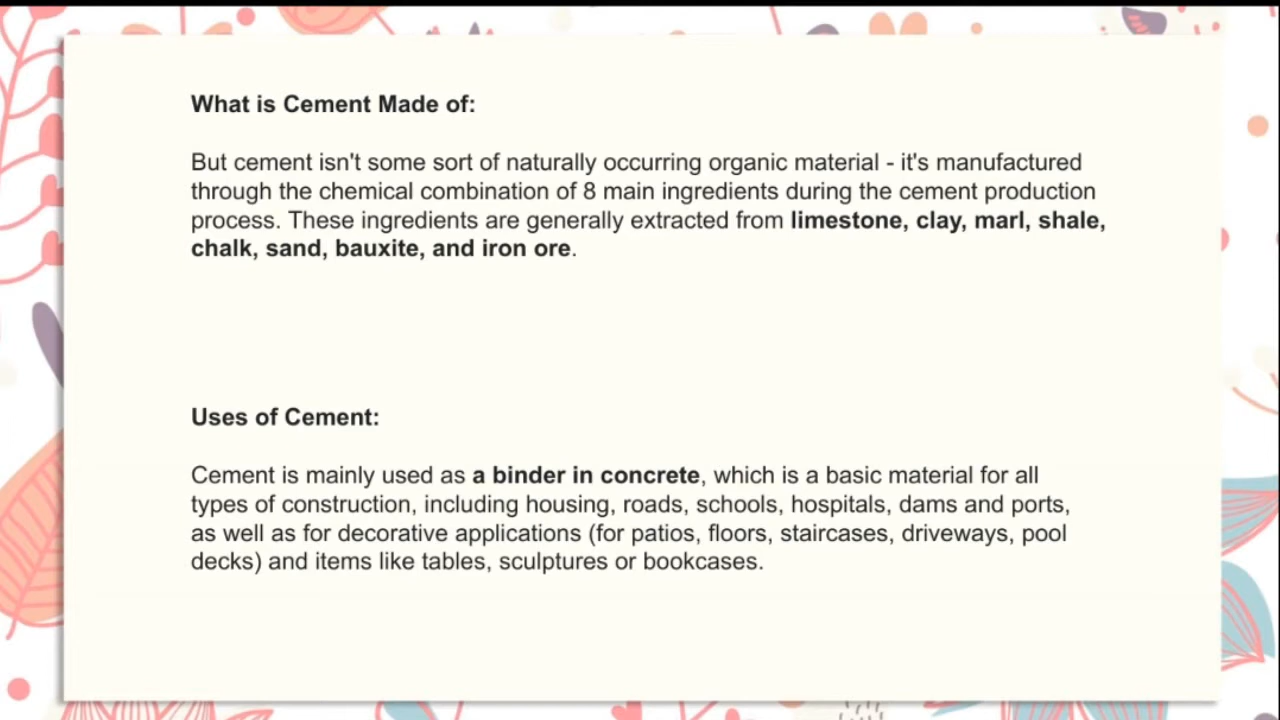 What is Cement Made of:
But cement isn't some sort of naturally occurring organic material - it's manufactured
through the chemical combination of 8 main ingredients during the cement production
process. These ingredients are generally extracted from limestone, clay, marl, shale,
chalk, sand, bauxite, and iron ore.
Uses of Cement:
Cement is mainly used as a binder in concrete, which is a basic material for all
types of construction, including housing, roads, schools, hospitals, dams and ports,
as well as for decorative applications (for patios, floors, staircases, driveways, pool
decks) and items like tables, sculptures or bookcases.